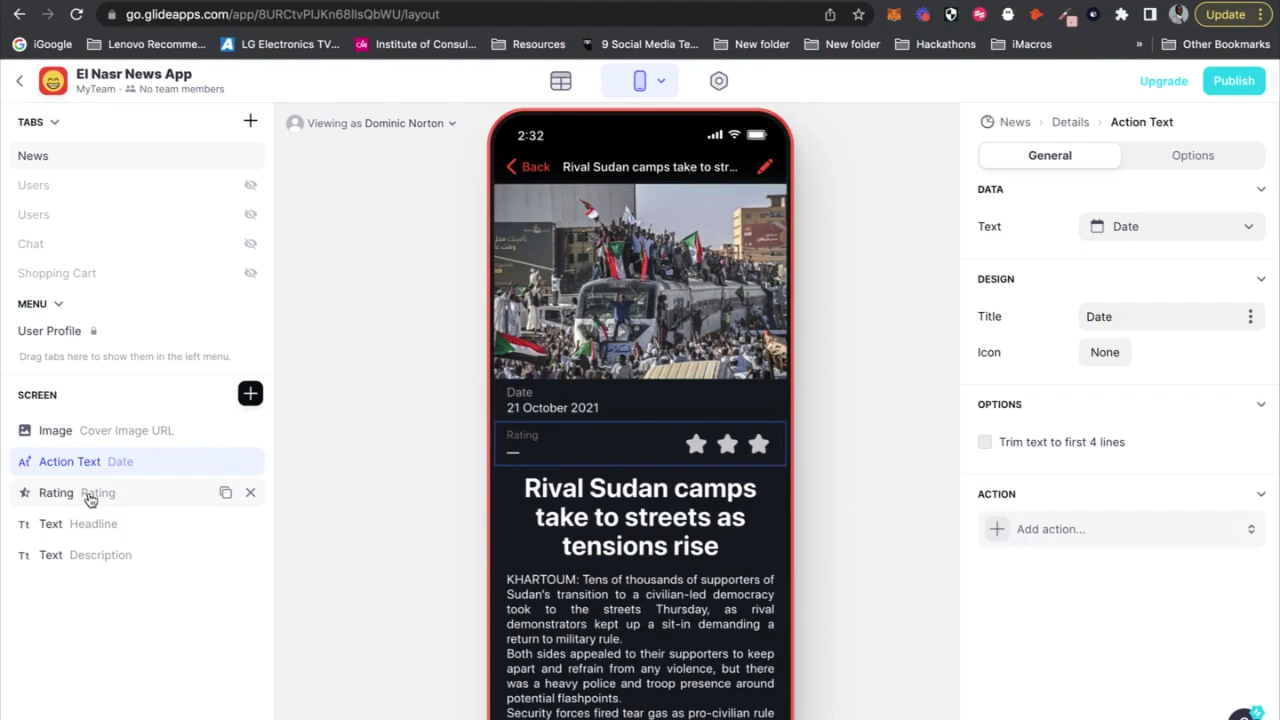 go.glideapps.com/app/8URCtvPlJKn68IlsQbWU/layout
Update
iGoogle
Lenovo Recomme...
LG Electronics TV...
Institute of Consul...
Resources
9 Social Media Te...
New folder
New folder
Hackathons
iMacros
»
Other Bookmarks
El Nasr News App
MyTeam - No team members
Upgrade
Publish
TABS
News
Users
Users
Chat
Shopping Cart
MENU
User Profile
Drag tabs here to show them in the left menu.
SCREEN
Image Cover Image URL
Action Text Date
Rating Rating
Tt Text Headline
Tt Text Description
Viewing as Dominic Norton
2:32
Back
Rival Sudan camps take to str...
Date
21 October 2021
Rating
—
Rival Sudan camps
take to streets as
tensions rise
KHARTOUM: Tens of thousands of supporters of
Sudan's transition to a civilian-led democracy
took to the streets Thursday, as rival
demonstrators kept up a sit-in demanding a
return to military rule.
Both sides appealed to their supporters to keep
apart and refrain from any violence, but there
was a heavy police and troop presence around
potential flashpoints.
Security forces fired tear gas as pro-civilian rule
News › Details › Action Text
General
Options
DATA
Text
Date
DESIGN
Title
Date
Icon
None
OPTIONS
Trim text to first 4 lines
ACTION
Add action...